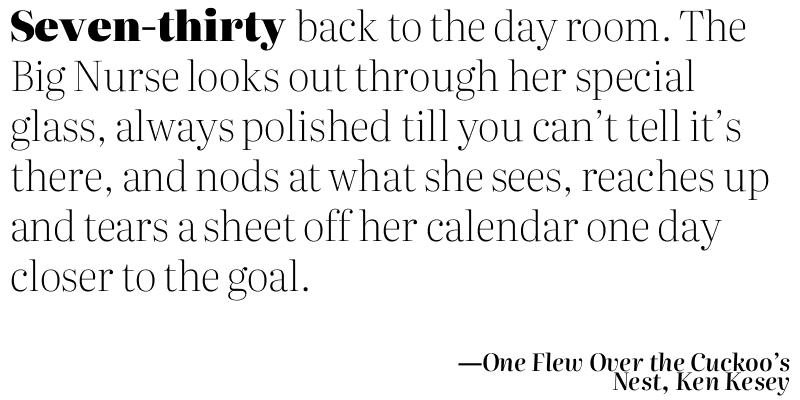 Seven-thirty back to the day room. The
Big Nurse looks out through her special
glass, always polished till you can’t tell it’s
there, and nods at what she sees, reaches up
and tears a sheet off her calendar one day
closer to the goal.
—One Flew Over the Cuckoo’s
Nest, Ken Kesey